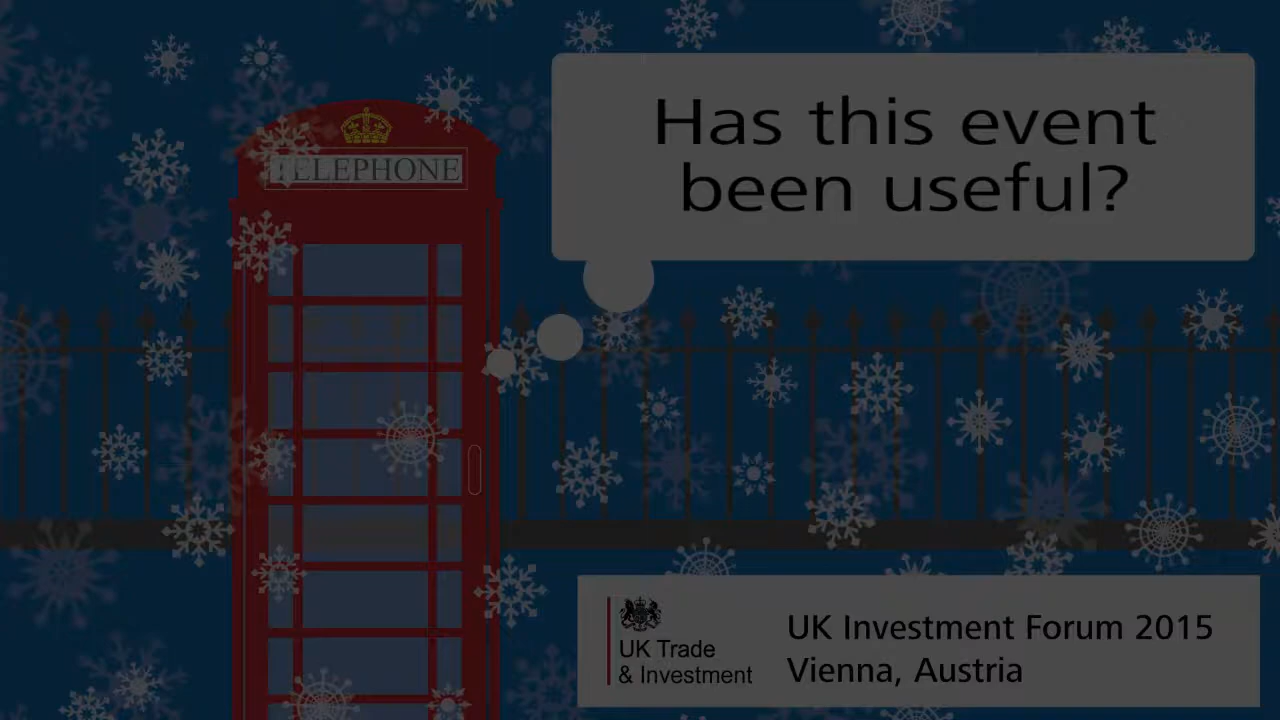 Has this event
been useful?
TELEPHONE
UK Trade
& Investment
UK Investment Forum 2015
Vienna, Austria